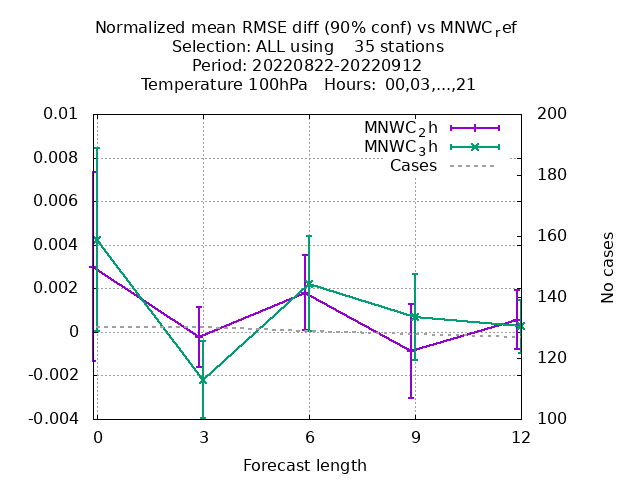 Normalized mean RMSE diff (90% conf) vs MNWC_ref
Selection: ALL using    35 stations
Period: 20220822-20220912
Temperature 100hPa   Hours: 00,03,...,21
0.01
0.008
0.006
0.004
0.002
0
-0.002
-0.004
200
180
160
140
120
100
MNWC_2h
MNWC_3h
Cases
No cases
0
3
6
9
12
Forecast length